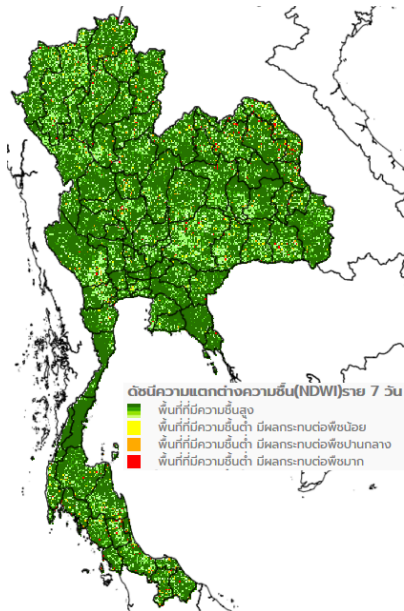 ดัชนีความแตกต่างความชื้น(NDWI)ราย 7 วัน
พื้นที่ที่มีความชื้นสูง
พื้นที่ที่มีความชื้นต่ำ มีผลกระทบต่อพืชน้อย
พื้นที่ที่มีความชื้นต่ำ มีผลกระทบต่อพืชปานกลาง
พื้นที่ที่มีความชื้นต่ำ มีผลกระทบต่อพืชมาก